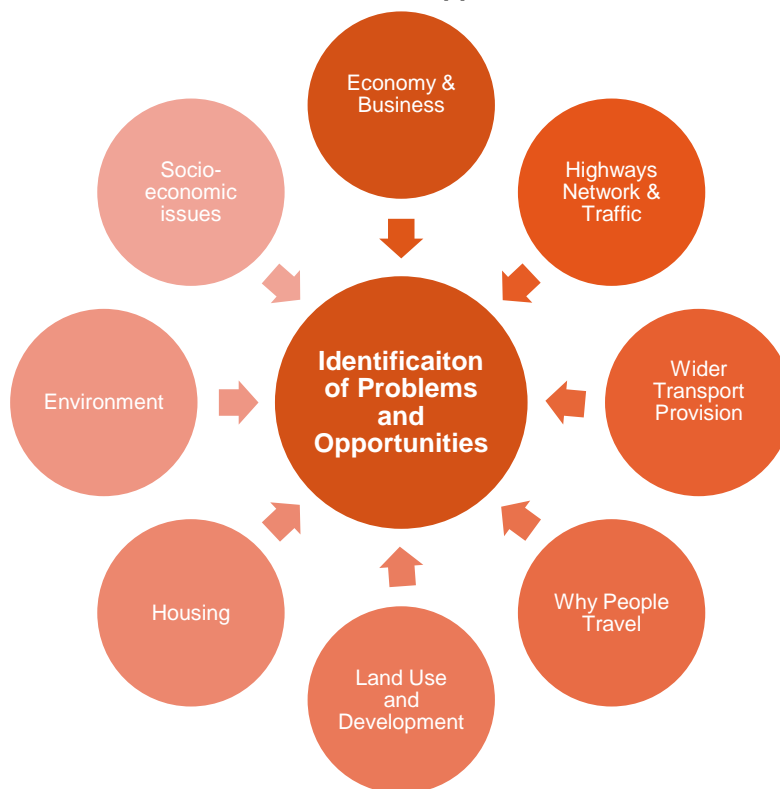 Economy &
Business
Highways
Network &
Traffic
Wider
Transport
Provision
Why People
Travel
Land Use
and
Development
Housing
Environment
Socio-
economic
issues
Identificaiton
of Problems
and
Opportunities